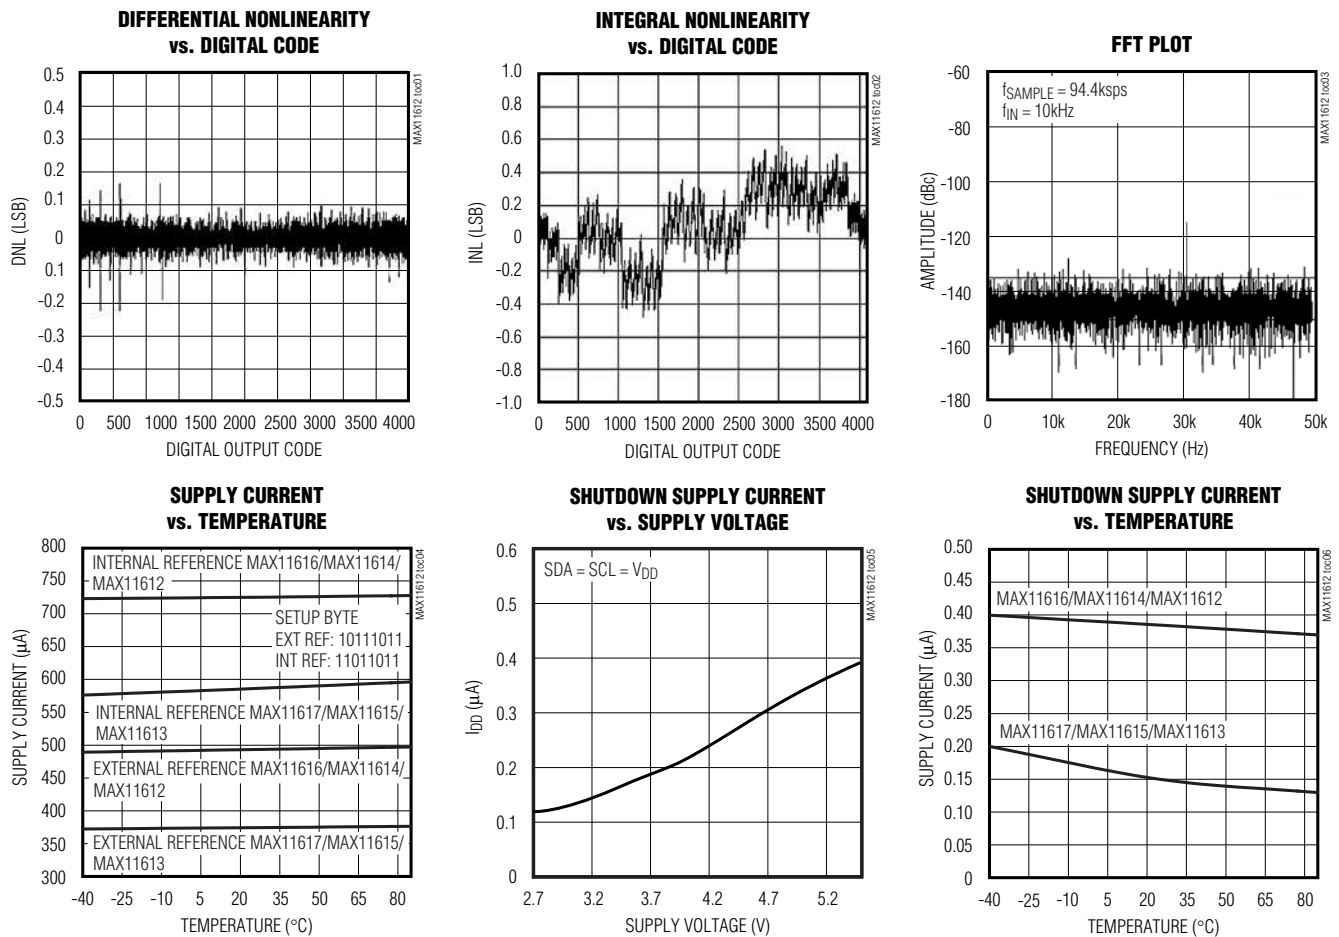 DIFFERENTIAL NONLINEARITY
vs. DIGITAL CODE
0.5
0.4
0.3
0.2
0.1
0
0.1
-0.2
-0.3
-0.4
-0.5
DNL (LSB)
0 500 1000 1500 2000 2500 3000 3500 4000
DIGITAL OUTPUT CODE
MAX11612 toc01
INTEGRAL NONLINEARITY
vs. DIGITAL CODE
1.0
0.8
0.6
0.4
0.2
0
-0.2
-0.4
-0.6
-0.8
-1.0
INL (LSB)
0 500 1000 1500 2000 2500 3000 3500 4000
DIGITAL OUTPUT CODE
MAX11612 toc02
FFT PLOT
fSAMPLE = 94.4ksps
fIN = 10kHz
-60
-80
-100
-120
-140
-160
-180
AMPLITUDE (dBc)
0 10k 20k 30k 40k 50k
FREQUENCY (Hz)
MAX11612 toc03
SUPPLY CURRENT
vs. TEMPERATURE
800
750
700
650
600
550
500
450
400
350
300
SUPPLY CURRENT (µA)
INTERNAL REFERENCE MAX11616/MAX11614/
MAX11612
SETUP BYTE
EXT REF: 10111011
INT REF: 11011011
INTERNAL REFERENCE MAX11617/MAX11615/
MAX11613
EXTERNAL REFERENCE MAX11616/MAX11614/
MAX11612
EXTERNAL REFERENCE MAX11617/MAX11615/
MAX11613
-40 -25 -10 5 20 35 50 65 80
TEMPERATURE (°C)
MAX11612 toc04
SHUTDOWN SUPPLY CURRENT
vs. SUPPLY VOLTAGE
SDA = SCL = VDD
0.6
0.5
0.4
0.3
0.2
0.1
0
IDD (µA)
2.7 3.2 3.7 4.2 4.7 5.2
SUPPLY VOLTAGE (V)
MAX11612 toc05
SHUTDOWN SUPPLY CURRENT
vs. TEMPERATURE
0.50
0.45
0.40
0.35
0.30
0.25
0.20
0.15
0.10
0.05
0
SUPPLY CURRENT (µA)
MAX11616/MAX11614/MAX11612
MAX11617/MAX11615/MAX11613
-40 -25 -10 5 20 35 50 65 80
TEMPERATURE (°C)
MAX11612 toc06